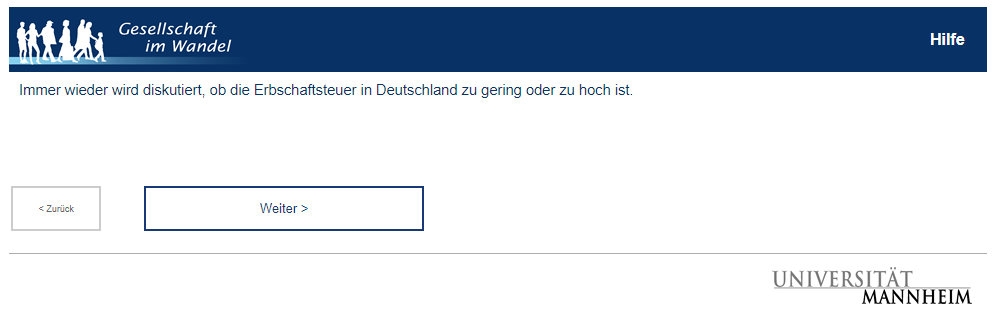 Gesellschaft
im Wandel
Hilfe
Immer wieder wird diskutiert, ob die Erbschaftsteuer in Deutschland zu gering oder zu hoch ist.
< Zurück
Weiter >
UNIVERSITÄT
MANNHEIM